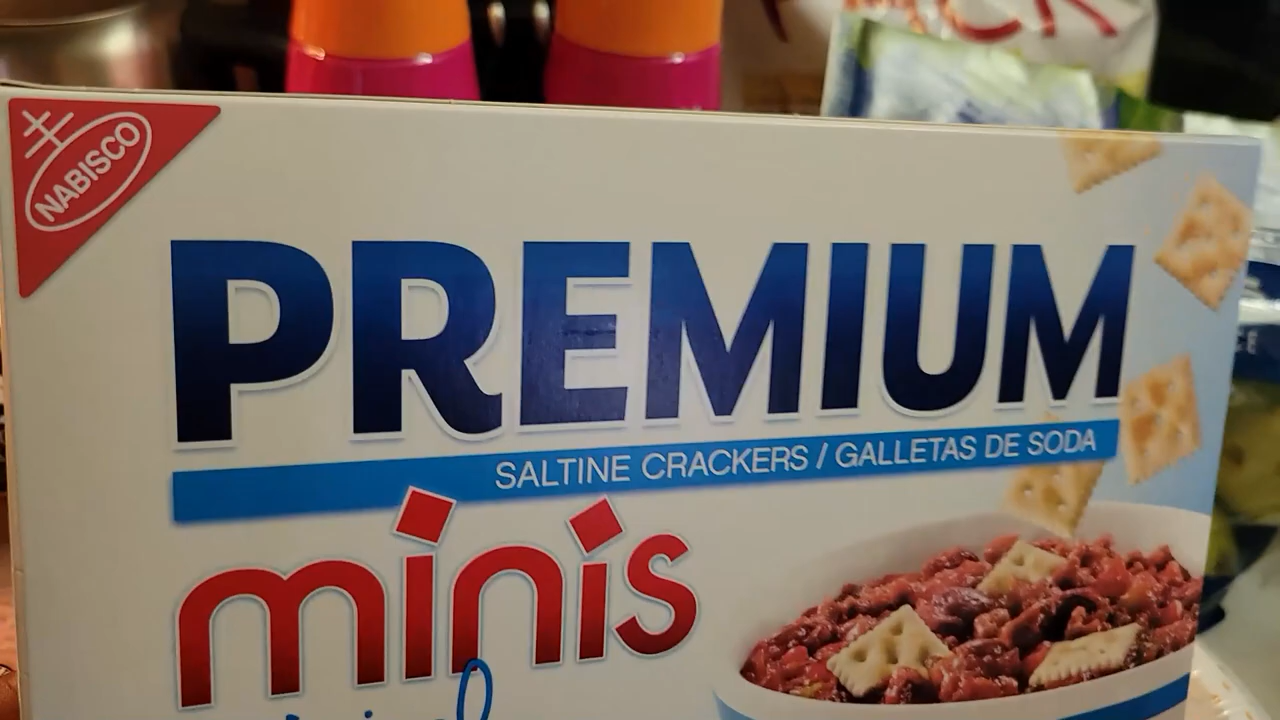 NABISCO
PREMIUM
SALTINE CRACKERS / GALLETAS DE SODA
minis